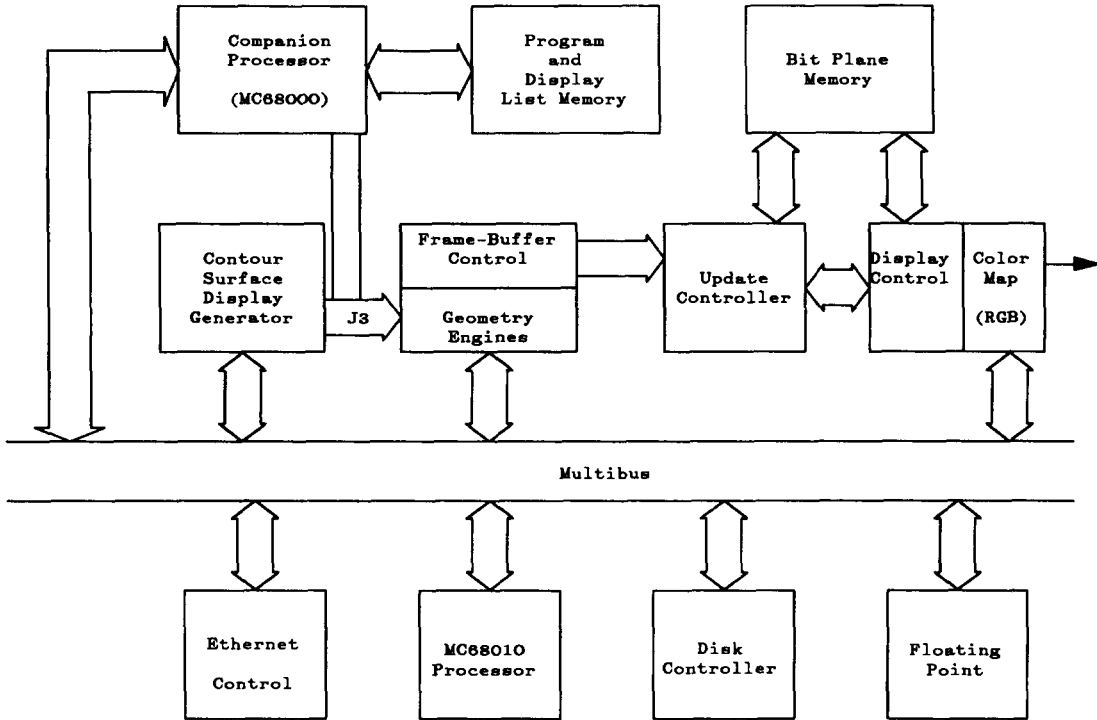 Companion
Processor
(MC68000)
Program
and
Display
List Memory
Bit Plane
Memory
Contour
Surface
Display
Generator
J3
Frame-Buffer
Control
Geometry
Engines
Update
Controller
Display
Control
Color
Map
(RGB)
Multibus
Ethernet
Control
MC68010
Processor
Disk
Controller
Floating
Point